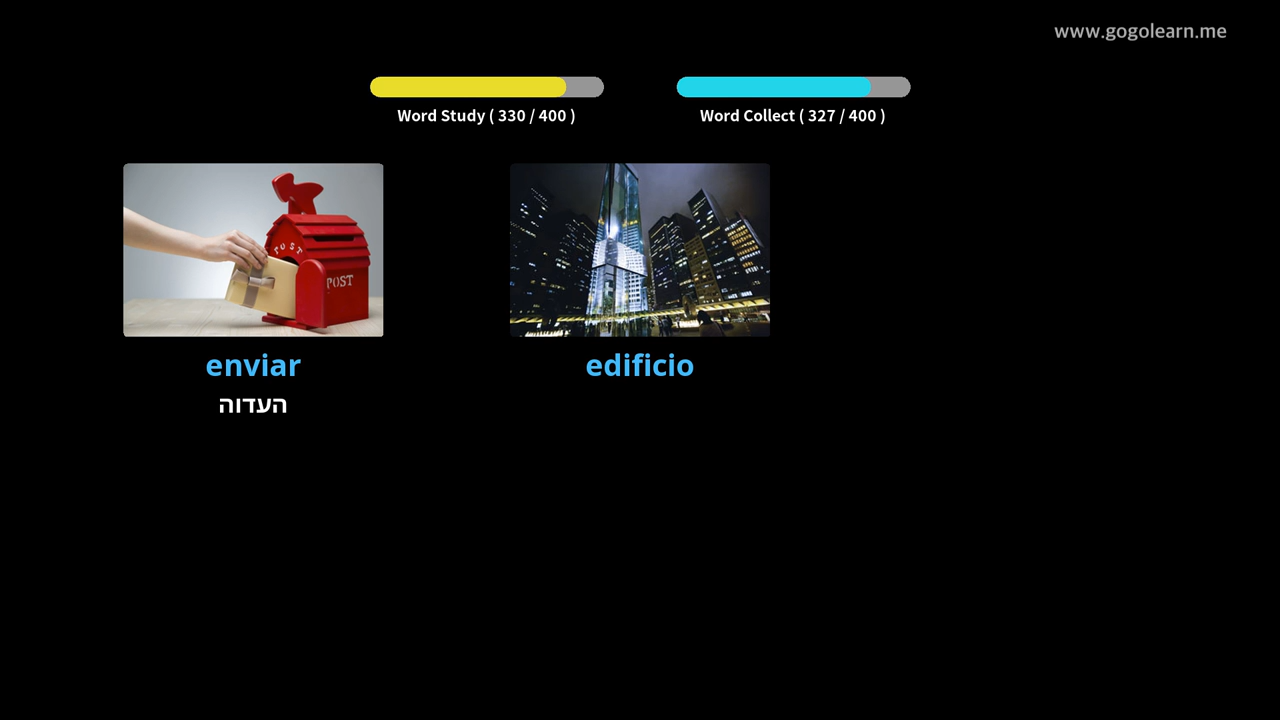 www.gogolearn.me
Word Study ( 330 / 400 )
Word Collect ( 327 / 400 )
POST
POST
enviar
העדוה
edificio